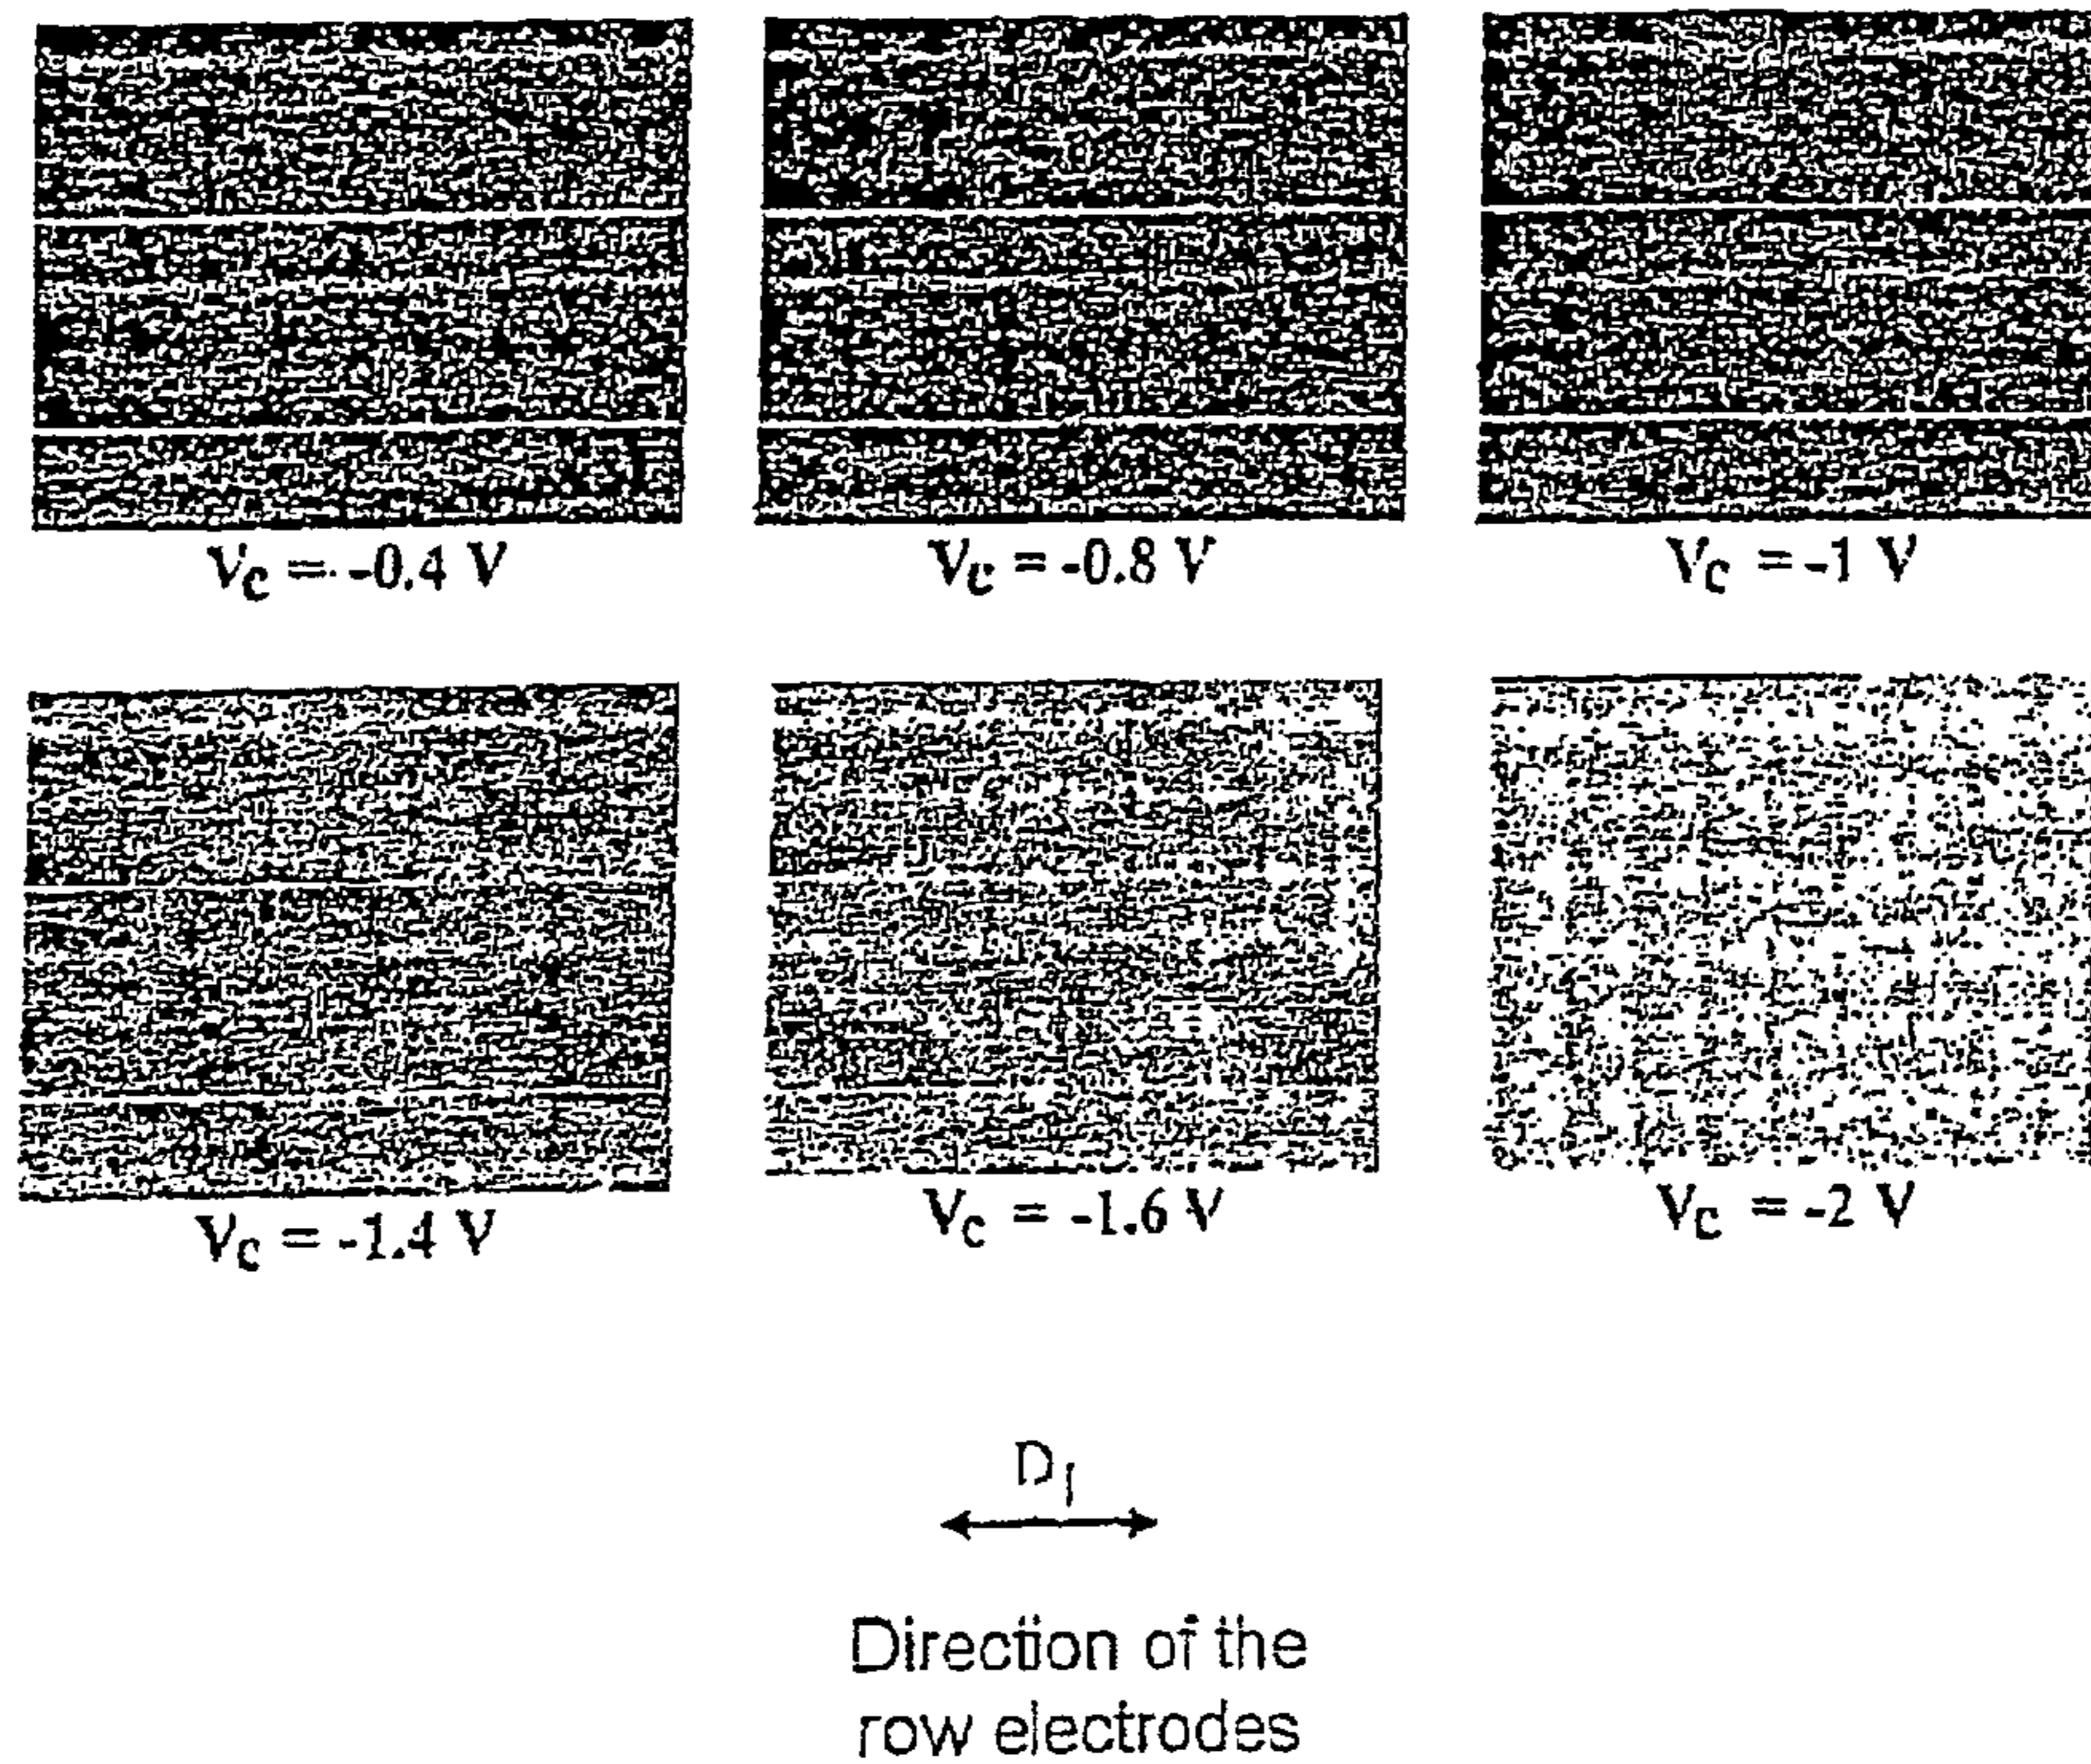 Vc = -0.4 V
Vc = -0.8 V
Vc = -1 V
Vc = -1.4 V
Vc = -1.6 V
Vc = -2 V
Dl
Direction of the
row electrodes